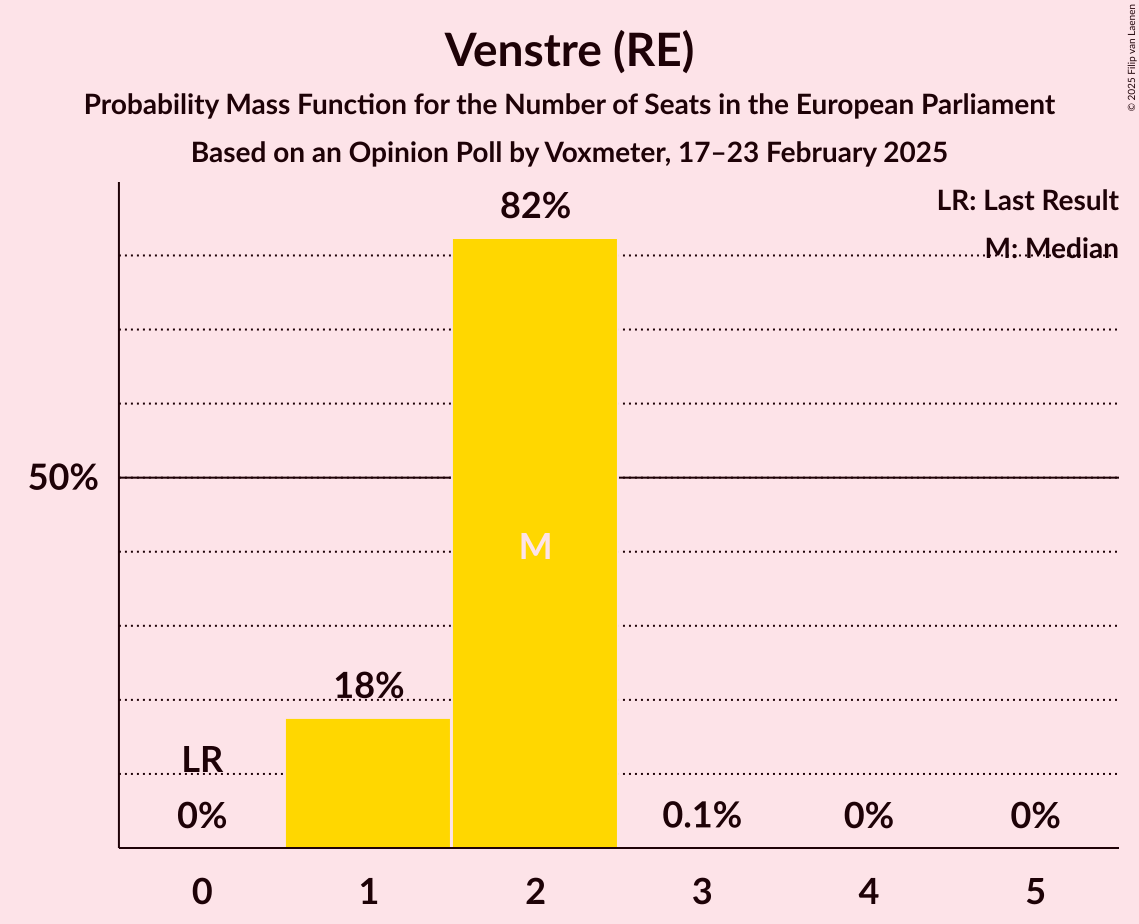 Venstre (RE)
Probability Mass Function for the Number of Seats in the European Parliament
Based on an Opinion Poll by Voxmeter, 17–23 February 2025
© 2025 Filip van Laenen
LR: Last Result
M: Median
82%
50%
M
18%
LR
0%
0.1%
0%
0%
0 1 2 3 4 5